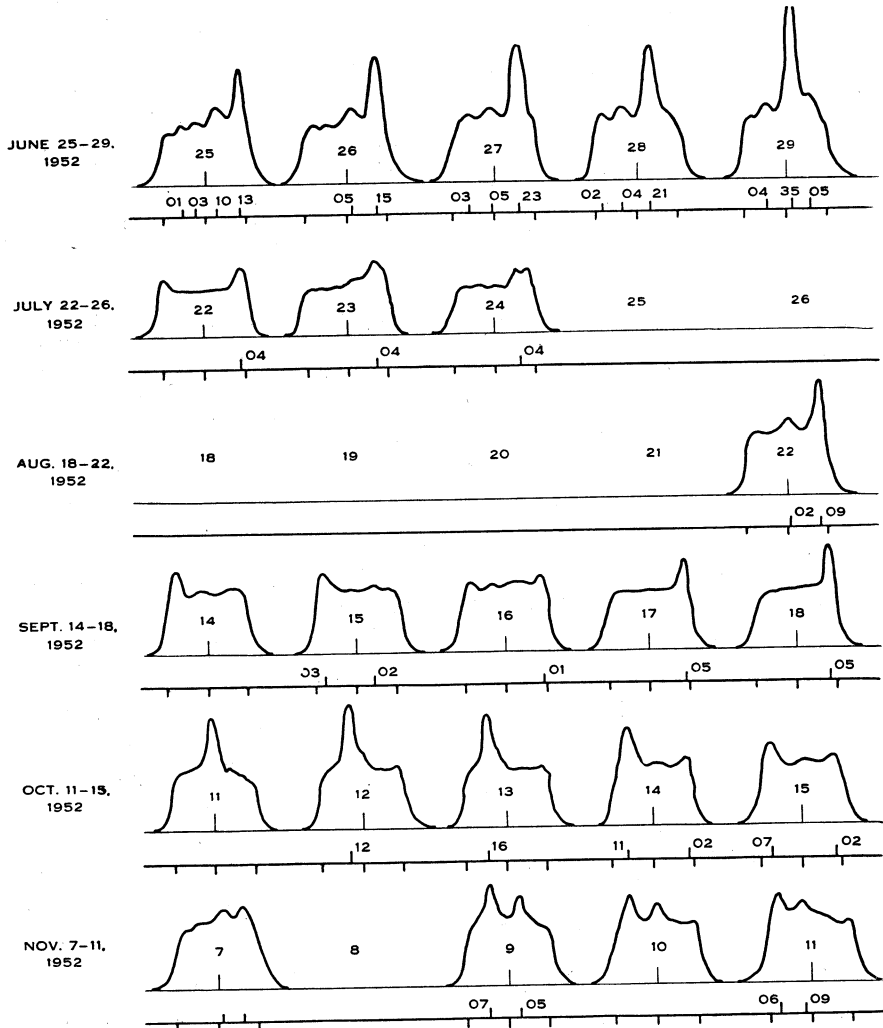 JUNE 25–29,
1952
25 26 27 28 29
01 03 10 13 05 15 03 05 23 02 04 21 04 35 05
JULY 22–26,
1952
22 23 24 25 26
04 04 04
AUG. 18–22,
1952
18 19 20 21 22
02 09
SEPT. 14–18,
1952
14 15 16 17 18
03 02 01 05 05
OCT. 11–15,
1952
11 12 13 14 15
12 16 11 02 07 02
NOV. 7–11,
1952
7 8 9 10 11
07 05 06 09